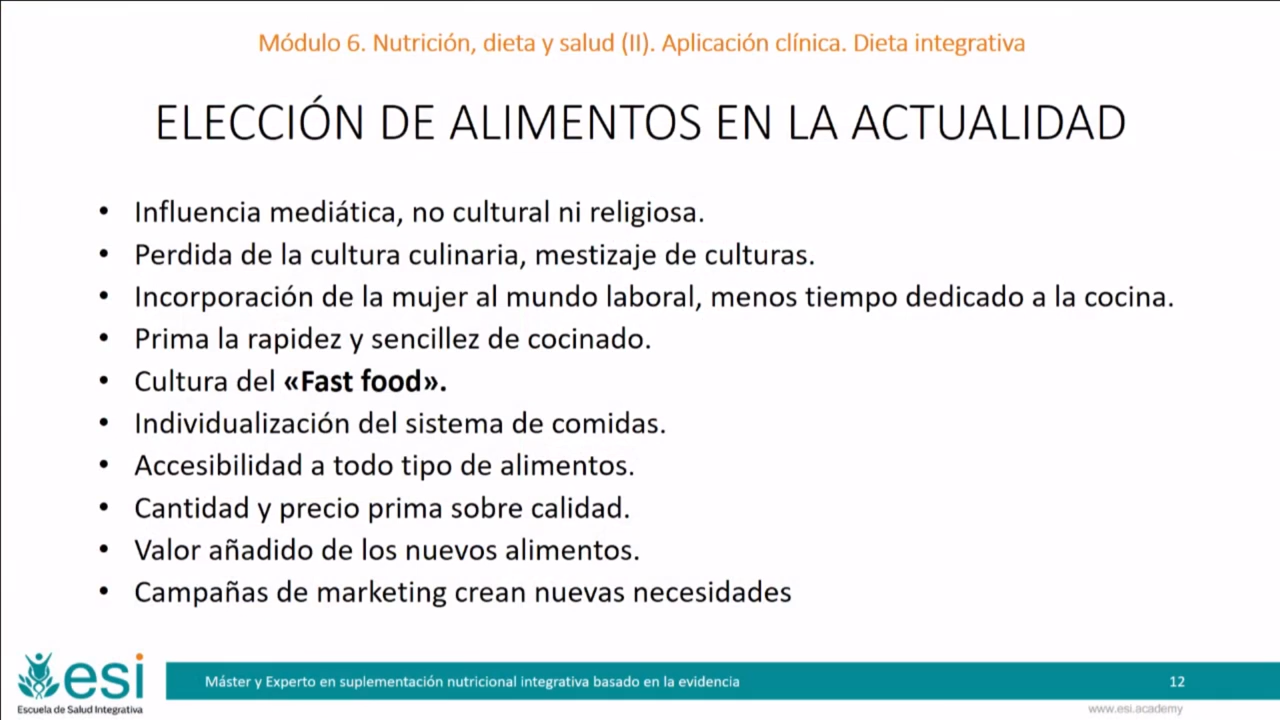 Módulo 6. Nutrición, dieta y salud (II). Aplicación clínica. Dieta integrativa
ELECCIÓN DE ALIMENTOS EN LA ACTUALIDAD
• Influencia mediática, no cultural ni religiosa.
• Perdida de la cultura culinaria, mestizaje de culturas.
• Incorporación de la mujer al mundo laboral, menos tiempo dedicado a la cocina.
• Prima la rapidez y sencillez de cocinado.
• Cultura del «Fast food».
• Individualización del sistema de comidas.
• Accesibilidad a todo tipo de alimentos.
• Cantidad y precio prima sobre calidad.
• Valor añadido de los nuevos alimentos.
• Campañas de marketing crean nuevas necesidades
esi
Escuela de Salud Integrativa
Máster y Experto en suplementación nutricional integrativa basado en la evidencia
12
www.esi.academy